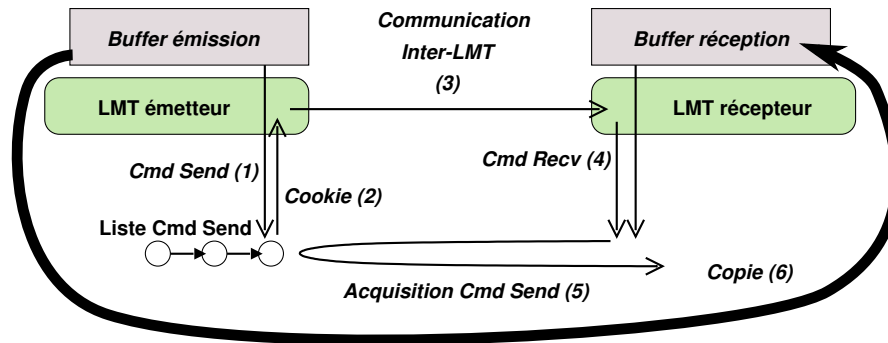 Buffer émission
Communication
Inter-LMT
(3)
Buffer réception
LMT émetteur
LMT récepteur
Cmd Send (1)
Cookie (2)
Cmd Recv (4)
Liste Cmd Send
Acquisition Cmd Send (5)
Copie (6)